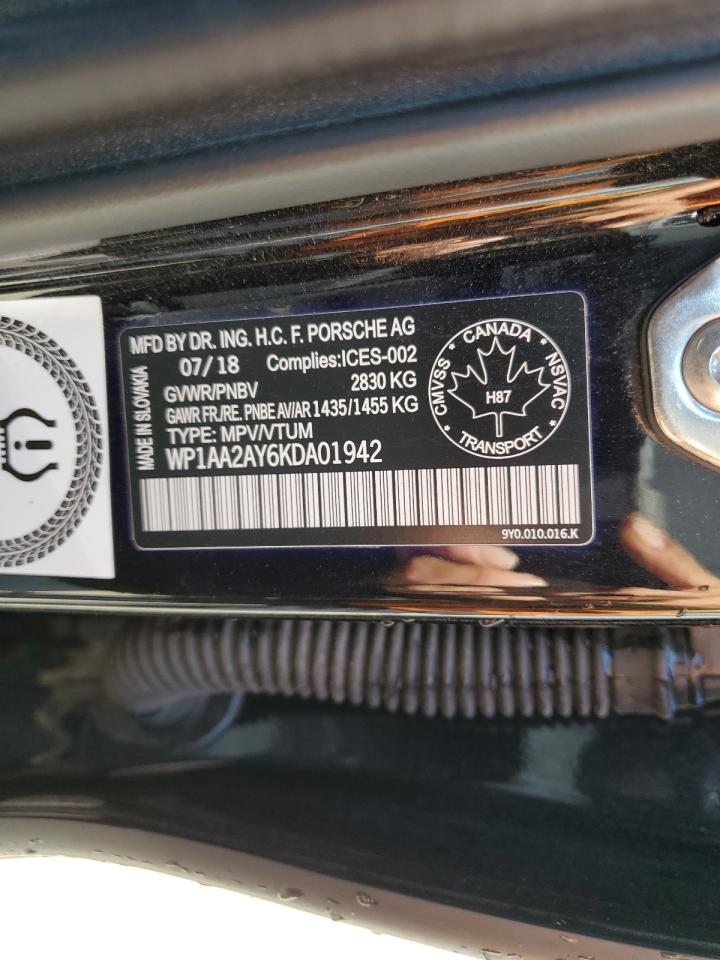 MFD BY DR. ING. H.C. F. PORSCHE AG
MADE IN SLOVAKIA
07/18 Complies:ICES-002
GVWR/PNBV 2830 KG
GAWR FR./RE. PNBE AV/AR 1435/1455 KG
TYPE: MPV/VTUM
WP1AA2AY6KDA01942
CMVSS * CANADA * NSVAC * TRANSPORT *
H87
9Y0.010.016.K